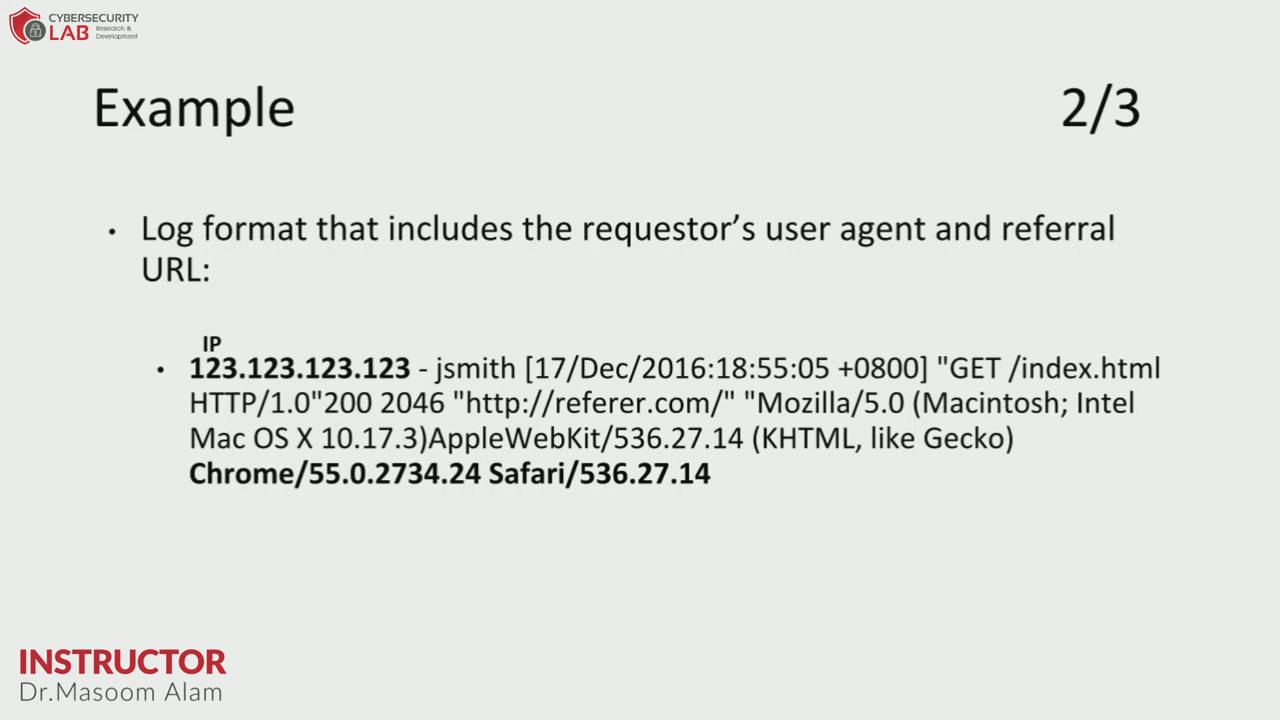 CYBERSECURITY
LAB Research &
Development
Example 2/3
• Log format that includes the requestor’s user agent and referral
URL:
IP
• 123.123.123.123 - jsmith [17/Dec/2016:18:55:05 +0800] "GET /index.html
HTTP/1.0"200 2046 "http://referer.com/" "Mozilla/5.0 (Macintosh; Intel
Mac OS X 10.17.3)AppleWebKit/536.27.14 (KHTML, like Gecko)
Chrome/55.0.2734.24 Safari/536.27.14
INSTRUCTOR
Dr.Masoom Alam